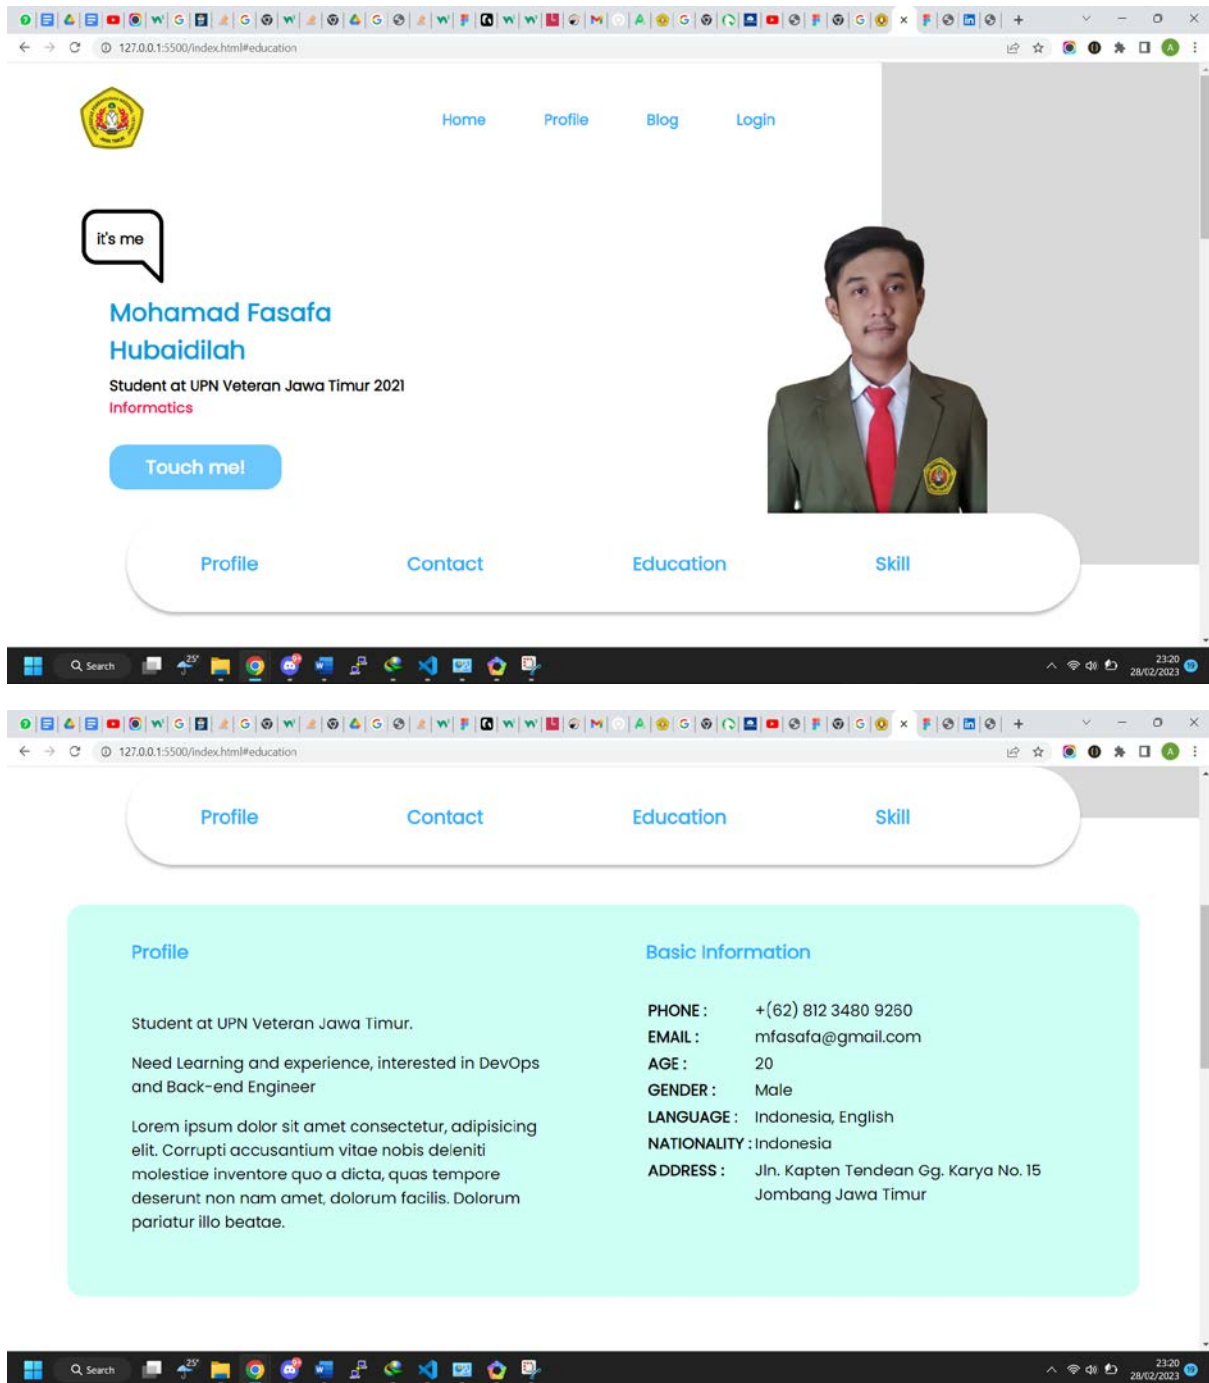 127.0.0.1:5500/index.html#education
Home Profile Blog Login
it's me
Mohamad Fasafa
Hubaidilah
Student at UPN Veteran Jawa Timur 2021
Informatics
Touch me!
Profile Contact Education Skill
25°
Search
23:20
28/02/2023
127.0.0.1:5500/index.html#education
Profile Contact Education Skill
Profile
Student at UPN Veteran Jawa Timur.
Need Learning and experience, interested in DevOps
and Back-end Engineer
Lorem ipsum dolor sit amet consectetur, adipisicing
elit. Corrupti accusantium vitae nobis deleniti
molestiae inventore quo a dicta, quas tempore
deserunt non nam amet, dolorum facilis. Dolorum
pariatur illo beatae.
Basic Information
PHONE : +(62) 812 3480 9260
EMAIL : mfasafa@gmail.com
AGE : 20
GENDER : Male
LANGUAGE : Indonesia, English
NATIONALITY : Indonesia
ADDRESS : Jln. Kapten Tendean Gg. Karya No. 15
Jombang Jawa Timur
25°
Search
23:20
28/02/2023